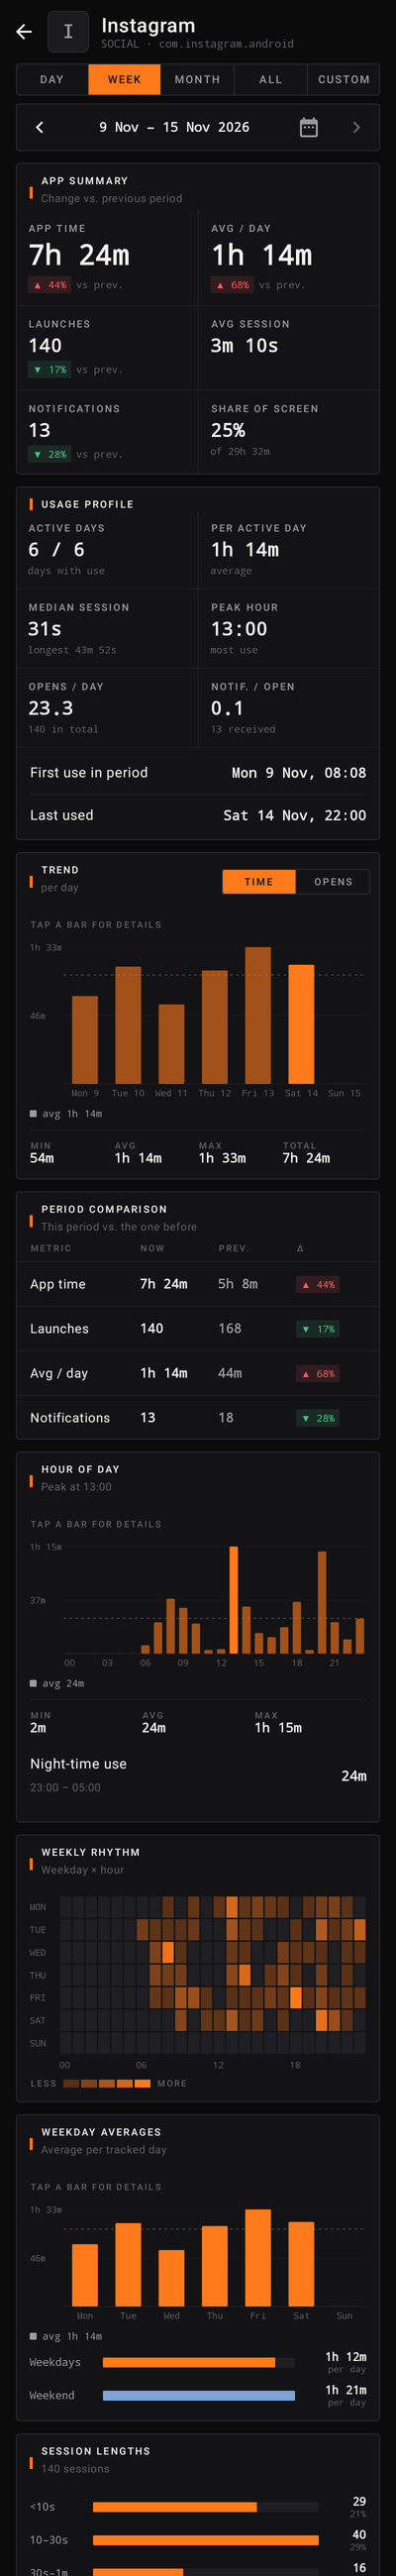 Instagram
I
SOCIAL · com.instagram.android
DAY WEEK MONTH ALL CUSTOM
9 Nov – 15 Nov 2026
APP SUMMARY
Change vs. previous period
APP TIME AVG / DAY
7h 24m 1h 14m
▲ 44% vs prev. ▲ 68% vs prev.
LAUNCHES AVG SESSION
140 3m 10s
▼ 17% vs prev.
NOTIFICATIONS SHARE OF SCREEN
13 25%
▼ 28% vs prev. of 29h 32m
USAGE PROFILE
ACTIVE DAYS PER ACTIVE DAY
6 / 6 1h 14m
days with use average
MEDIAN SESSION PEAK HOUR
31s 13:00
longest 43m 52s most use
OPENS / DAY NOTIF. / OPEN
23.3 0.1
140 in total 13 received
First use in period Mon 9 Nov, 08:08
Last used Sat 14 Nov, 22:00
TREND
per day
TIME OPENS
TAP A BAR FOR DETAILS
1h 33m
46m
Mon 9 Tue 10 Wed 11 Thu 12 Fri 13 Sat 14 Sun 15
avg 1h 14m
MIN AVG MAX TOTAL
54m 1h 14m 1h 33m 7h 24m
PERIOD COMPARISON
This period vs. the one before
METRIC NOW PREV. Δ
App time 7h 24m 5h 8m ▲ 44%
Launches 140 168 ▼ 17%
Avg / day 1h 14m 44m ▲ 68%
Notifications 13 18 ▼ 28%
HOUR OF DAY
Peak at 13:00
TAP A BAR FOR DETAILS
1h 15m
37m
00 03 06 09 12 15 18 21
avg 24m
MIN AVG MAX
2m 24m 1h 15m
Night-time use
24m
23:00 – 05:00
WEEKLY RHYTHM
Weekday × hour
MON
TUE
WED
THU
FRI
SAT
SUN
00 06 12 18
LESS MORE
WEEKDAY AVERAGES
Average per tracked day
TAP A BAR FOR DETAILS
1h 33m
46m
Mon Tue Wed Thu Fri Sat Sun
avg 1h 14m
Weekdays 1h 12m
per day
Weekend 1h 21m
per day
SESSION LENGTHS
140 sessions
<10s 29
21%
10–30s 40
29%
30s–1m 16